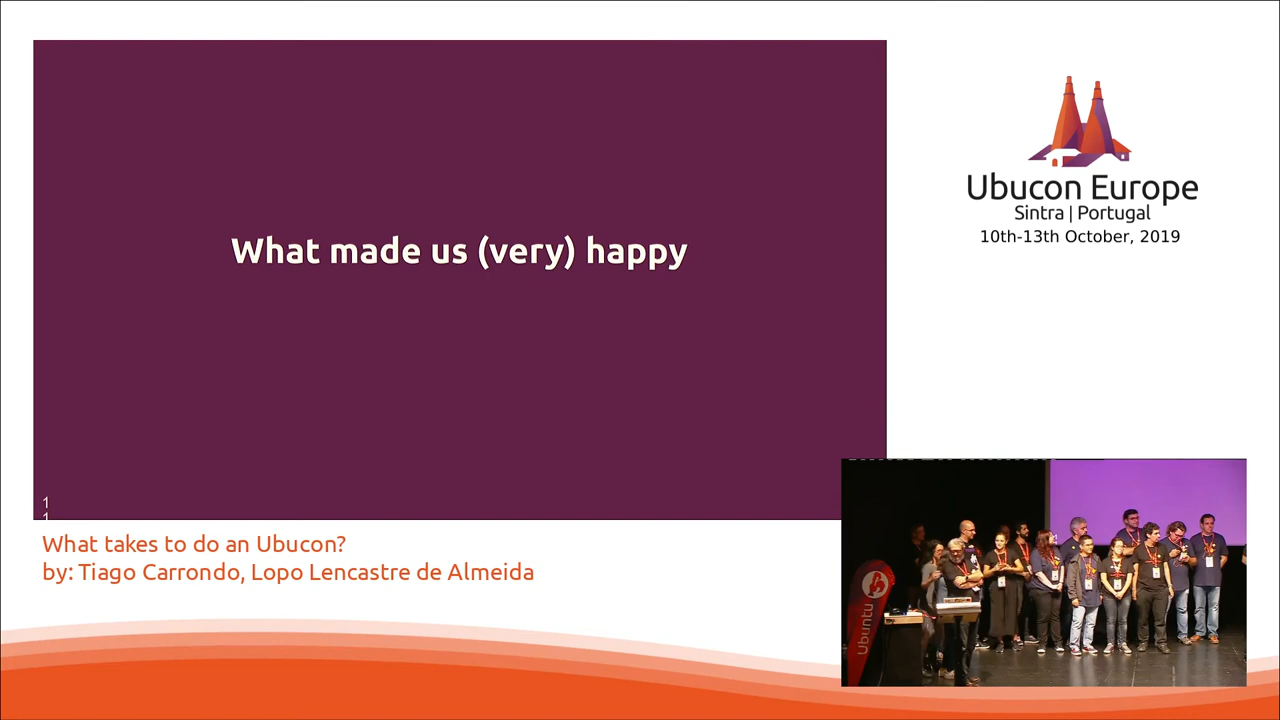 What made us (very) happy
1
1
What takes to do an Ubucon?
by: Tiago Carrondo, Lopo Lencastre de Almeida
Ubucon Europe
Sintra | Portugal
10th-13th October, 2019
Ubuntu